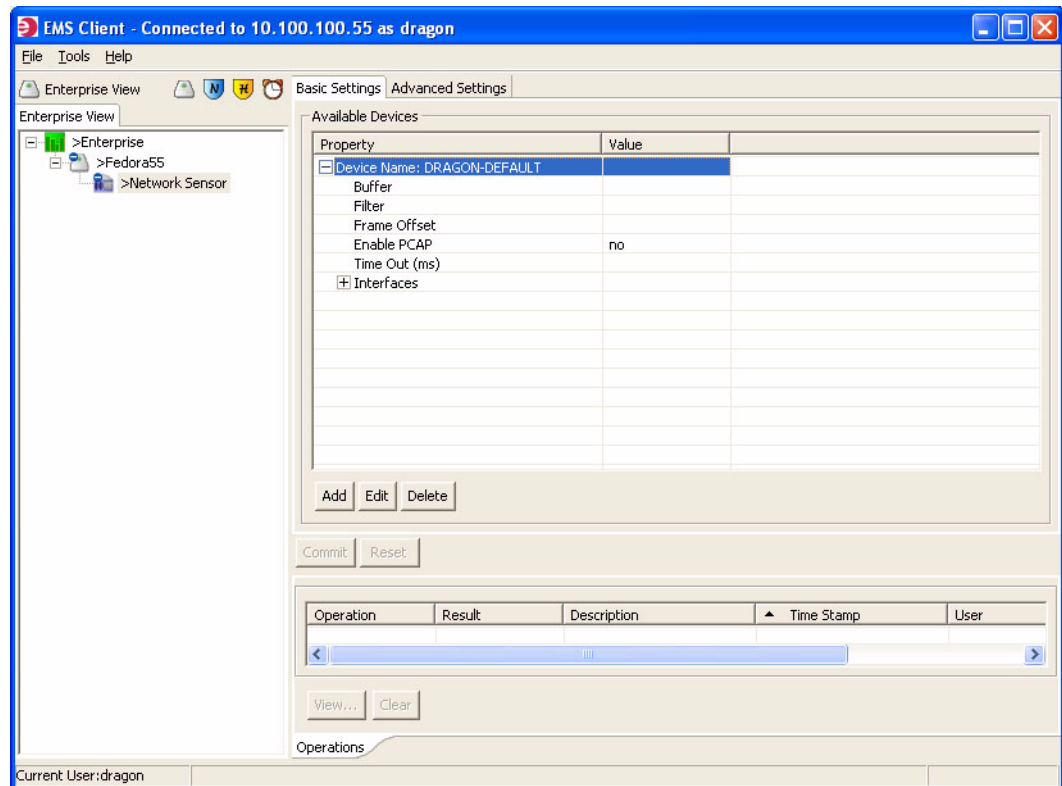 EMS Client - Connected to 10.100.100.55 as dragon
File Tools Help
Enterprise View
Enterprise View
>Enterprise
>Fedora55
>Network Sensor
Basic Settings Advanced Settings
Available Devices
Property Value
Device Name: DRAGON-DEFAULT
Buffer
Filter
Frame Offset
Enable PCAP no
Time Out (ms)
Interfaces
Add Edit Delete
Commit Reset
Operation Result Description Time Stamp User
View... Clear
Operations
Current User:dragon